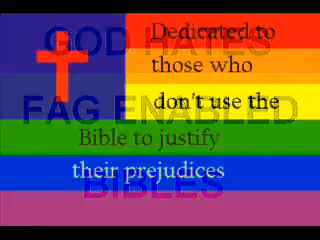 GOD HATES
FAG ENABLED
BIBLES
Dedicated to
those who
don't use the
Bible to justify
their prejudices